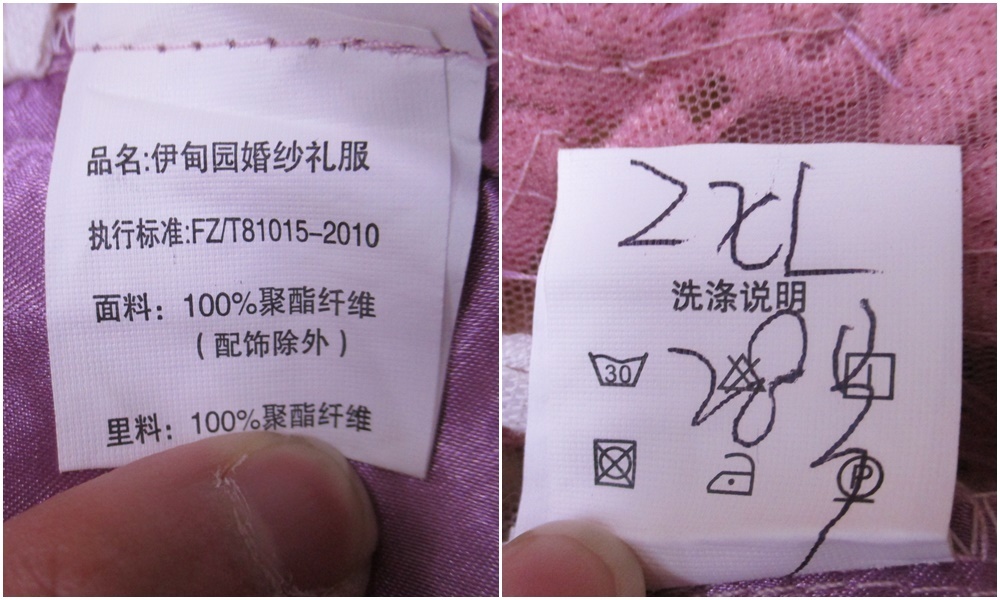 品名:伊甸园婚纱礼服
执行标准:FZ/T81015-2010
面料：100%聚酯纤维
(配饰除外)
里料：100%聚酯纤维
2XL
洗涤说明
30
P